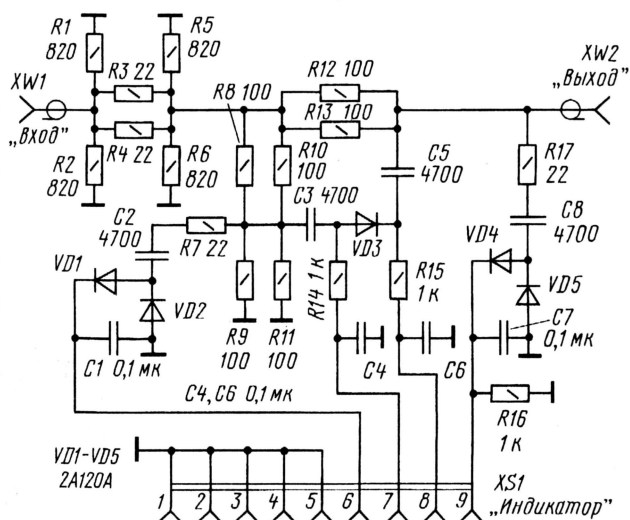 R1
820
R5
820
XW1
„Вход"
R3 22
R4 22
R2
820
R6
820
R8 100
R12 100
R13 100
XW2
„Выход"
R10
100
C5
4700
R17
22
C2
4700
R7 22
C3 4700
VD3
C8
4700
VD1
VD2
R14 1к
R15
1к
VD4
VD5
C1 0,1 мк
R9
100
R11
100
C4
C6
C7
0,1 мк
C4, C6 0,1 мк
R16
1к
VD1-VD5
2А120А
1 2 3 4 5 6 7 8 9
XS1
„Индикатор"